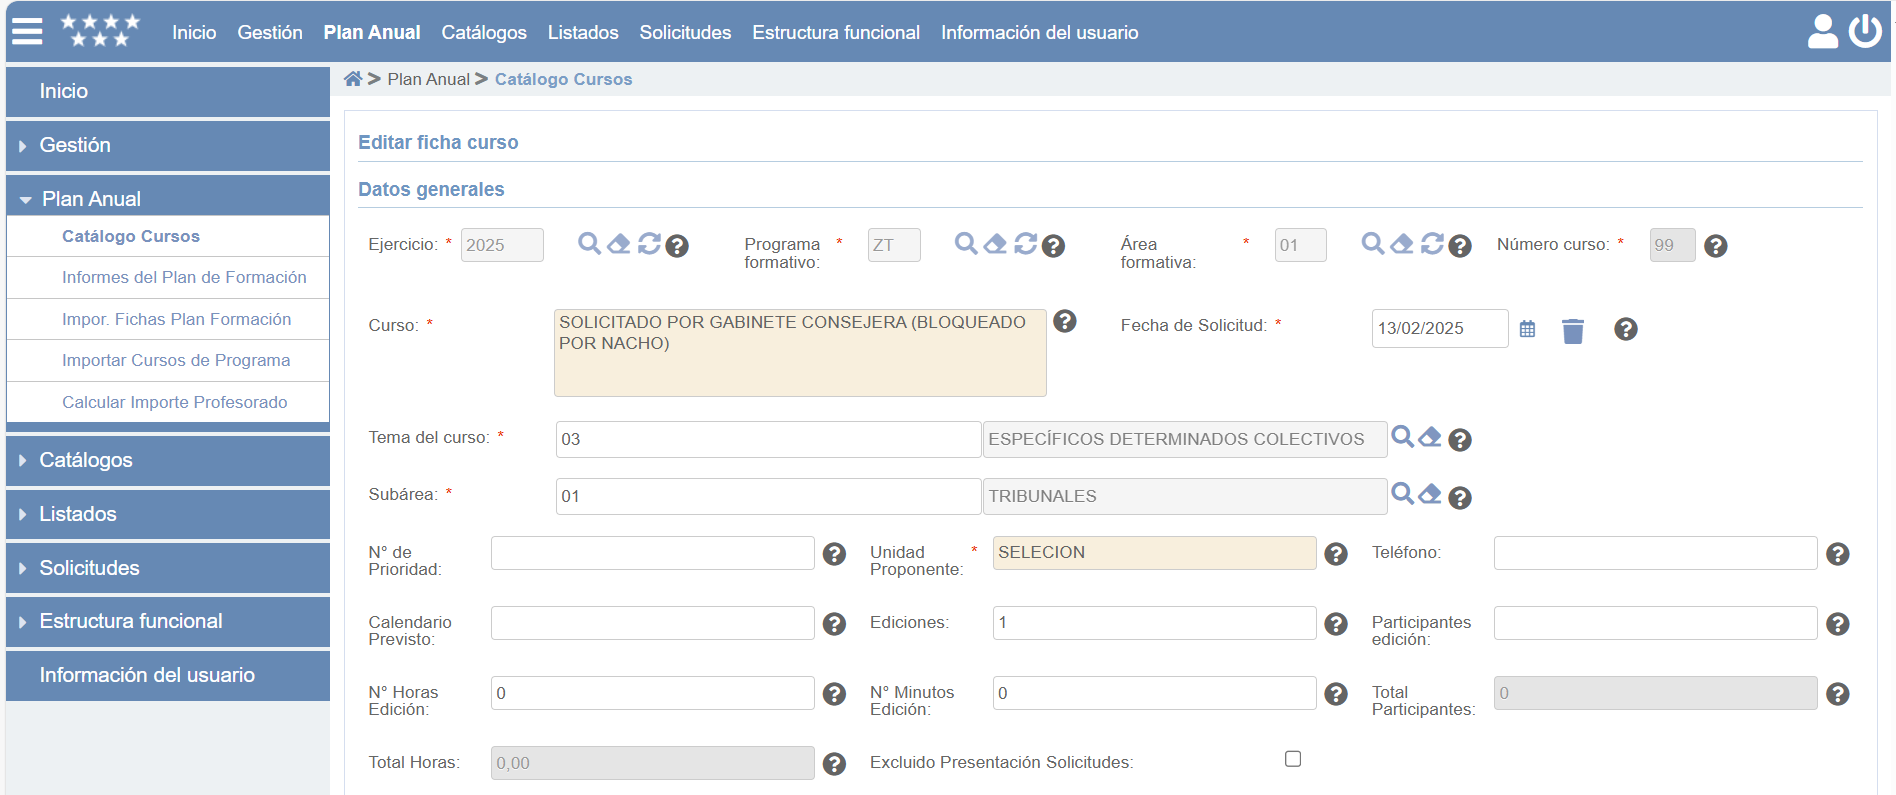 Inicio Gestión Plan Anual Catálogos Listados Solicitudes Estructura funcional Información del usuario
Inicio
Gestión
Plan Anual
Catálogo Cursos
Informes del Plan de Formación
Impor. Fichas Plan Formación
Importar Cursos de Programa
Calcular Importe Profesorado
Catálogos
Listados
Solicitudes
Estructura funcional
Información del usuario
> Plan Anual > Catálogo Cursos
Editar ficha curso
Datos generales
Ejercicio: * 2025
Programa formativo: * ZT
Área formativa: * 01
Número curso: * 99
Curso: * SOLICITADO POR GABINETE CONSEJERA (BLOQUEADO
POR NACHO)
Fecha de Solicitud: * 13/02/2025
Tema del curso: * 03 ESPECÍFICOS DETERMINADOS COLECTIVOS
Subárea: * 01 TRIBUNALES
Nº de Prioridad:
Unidad Proponente: * SELECION
Teléfono:
Calendario Previsto:
Ediciones: 1
Participantes edición:
Nº Horas Edición: 0
Nº Minutos Edición: 0
Total Participantes: 0
Total Horas: 0,00
Excluido Presentación Solicitudes: